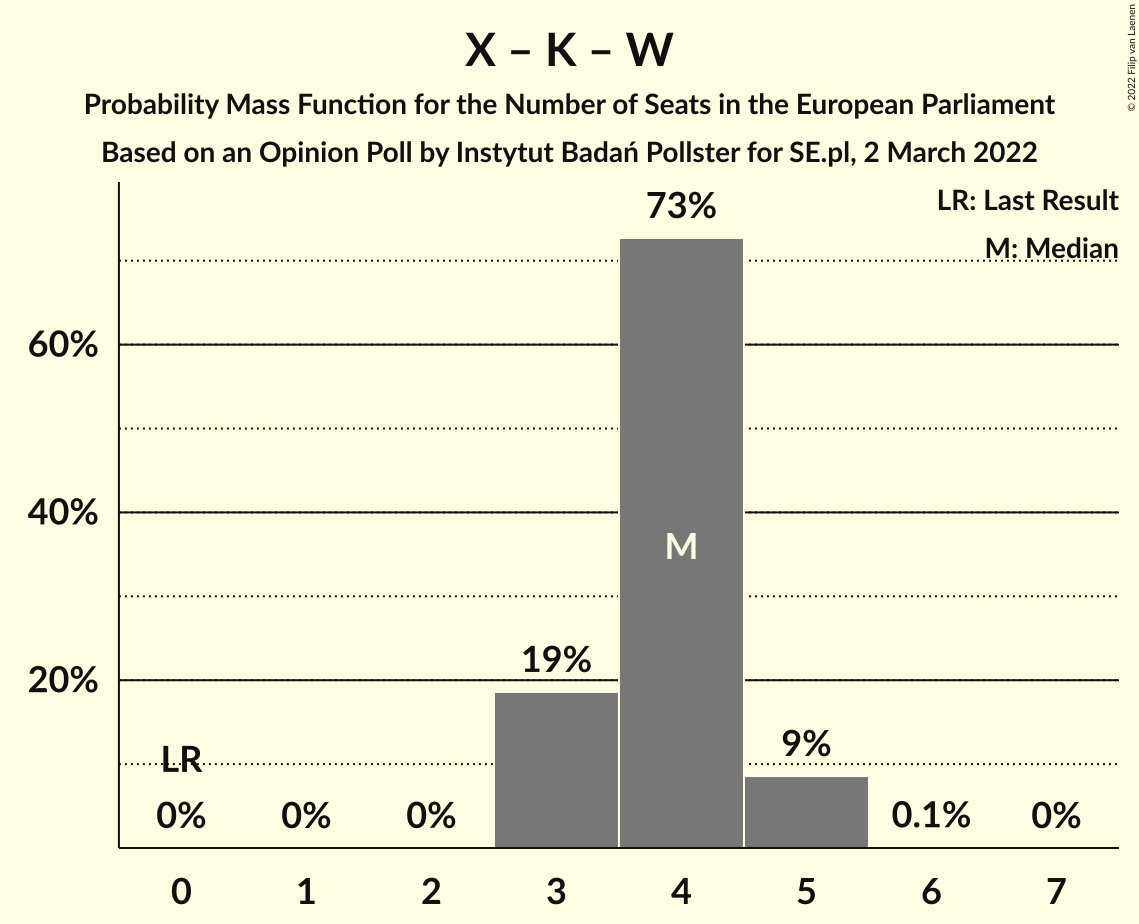 X – K – W
Probability Mass Function for the Number of Seats in the European Parliament
Based on an Opinion Poll by Instytut Badań Pollster for SE.pl, 2 March 2022
© 2022 Filip van Laenen
LR: Last Result
M: Median
73%
60%
40%
M
19%
20%
9%
LR
0%
0%
0%
0.1%
0%
0
1
2
3
4
5
6
7